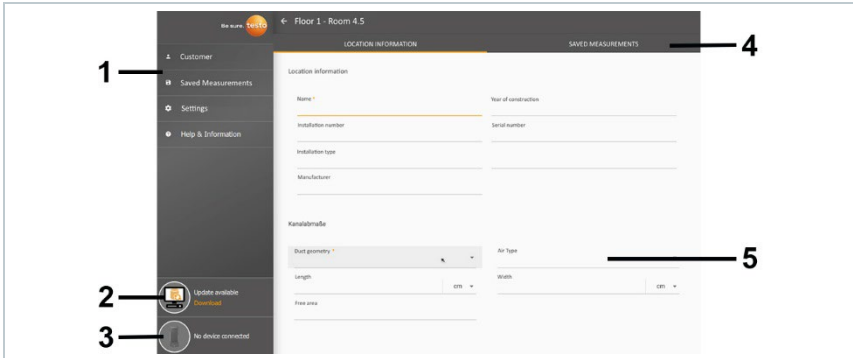 Be sure. testo
← Floor 1 - Room 4.5
LOCATION INFORMATION SAVED MEASUREMENTS
4
1
Customer
Saved Measurements
Settings
Help & Information
Location information
Name *
Year of construction
Installation number
Serial number
Installation type
Manufacturer
Kanalabmaße
Duct geometry *
Air Type
5
Length
cm
Width
cm
Free area
2
Update available
Download
3
No device connected